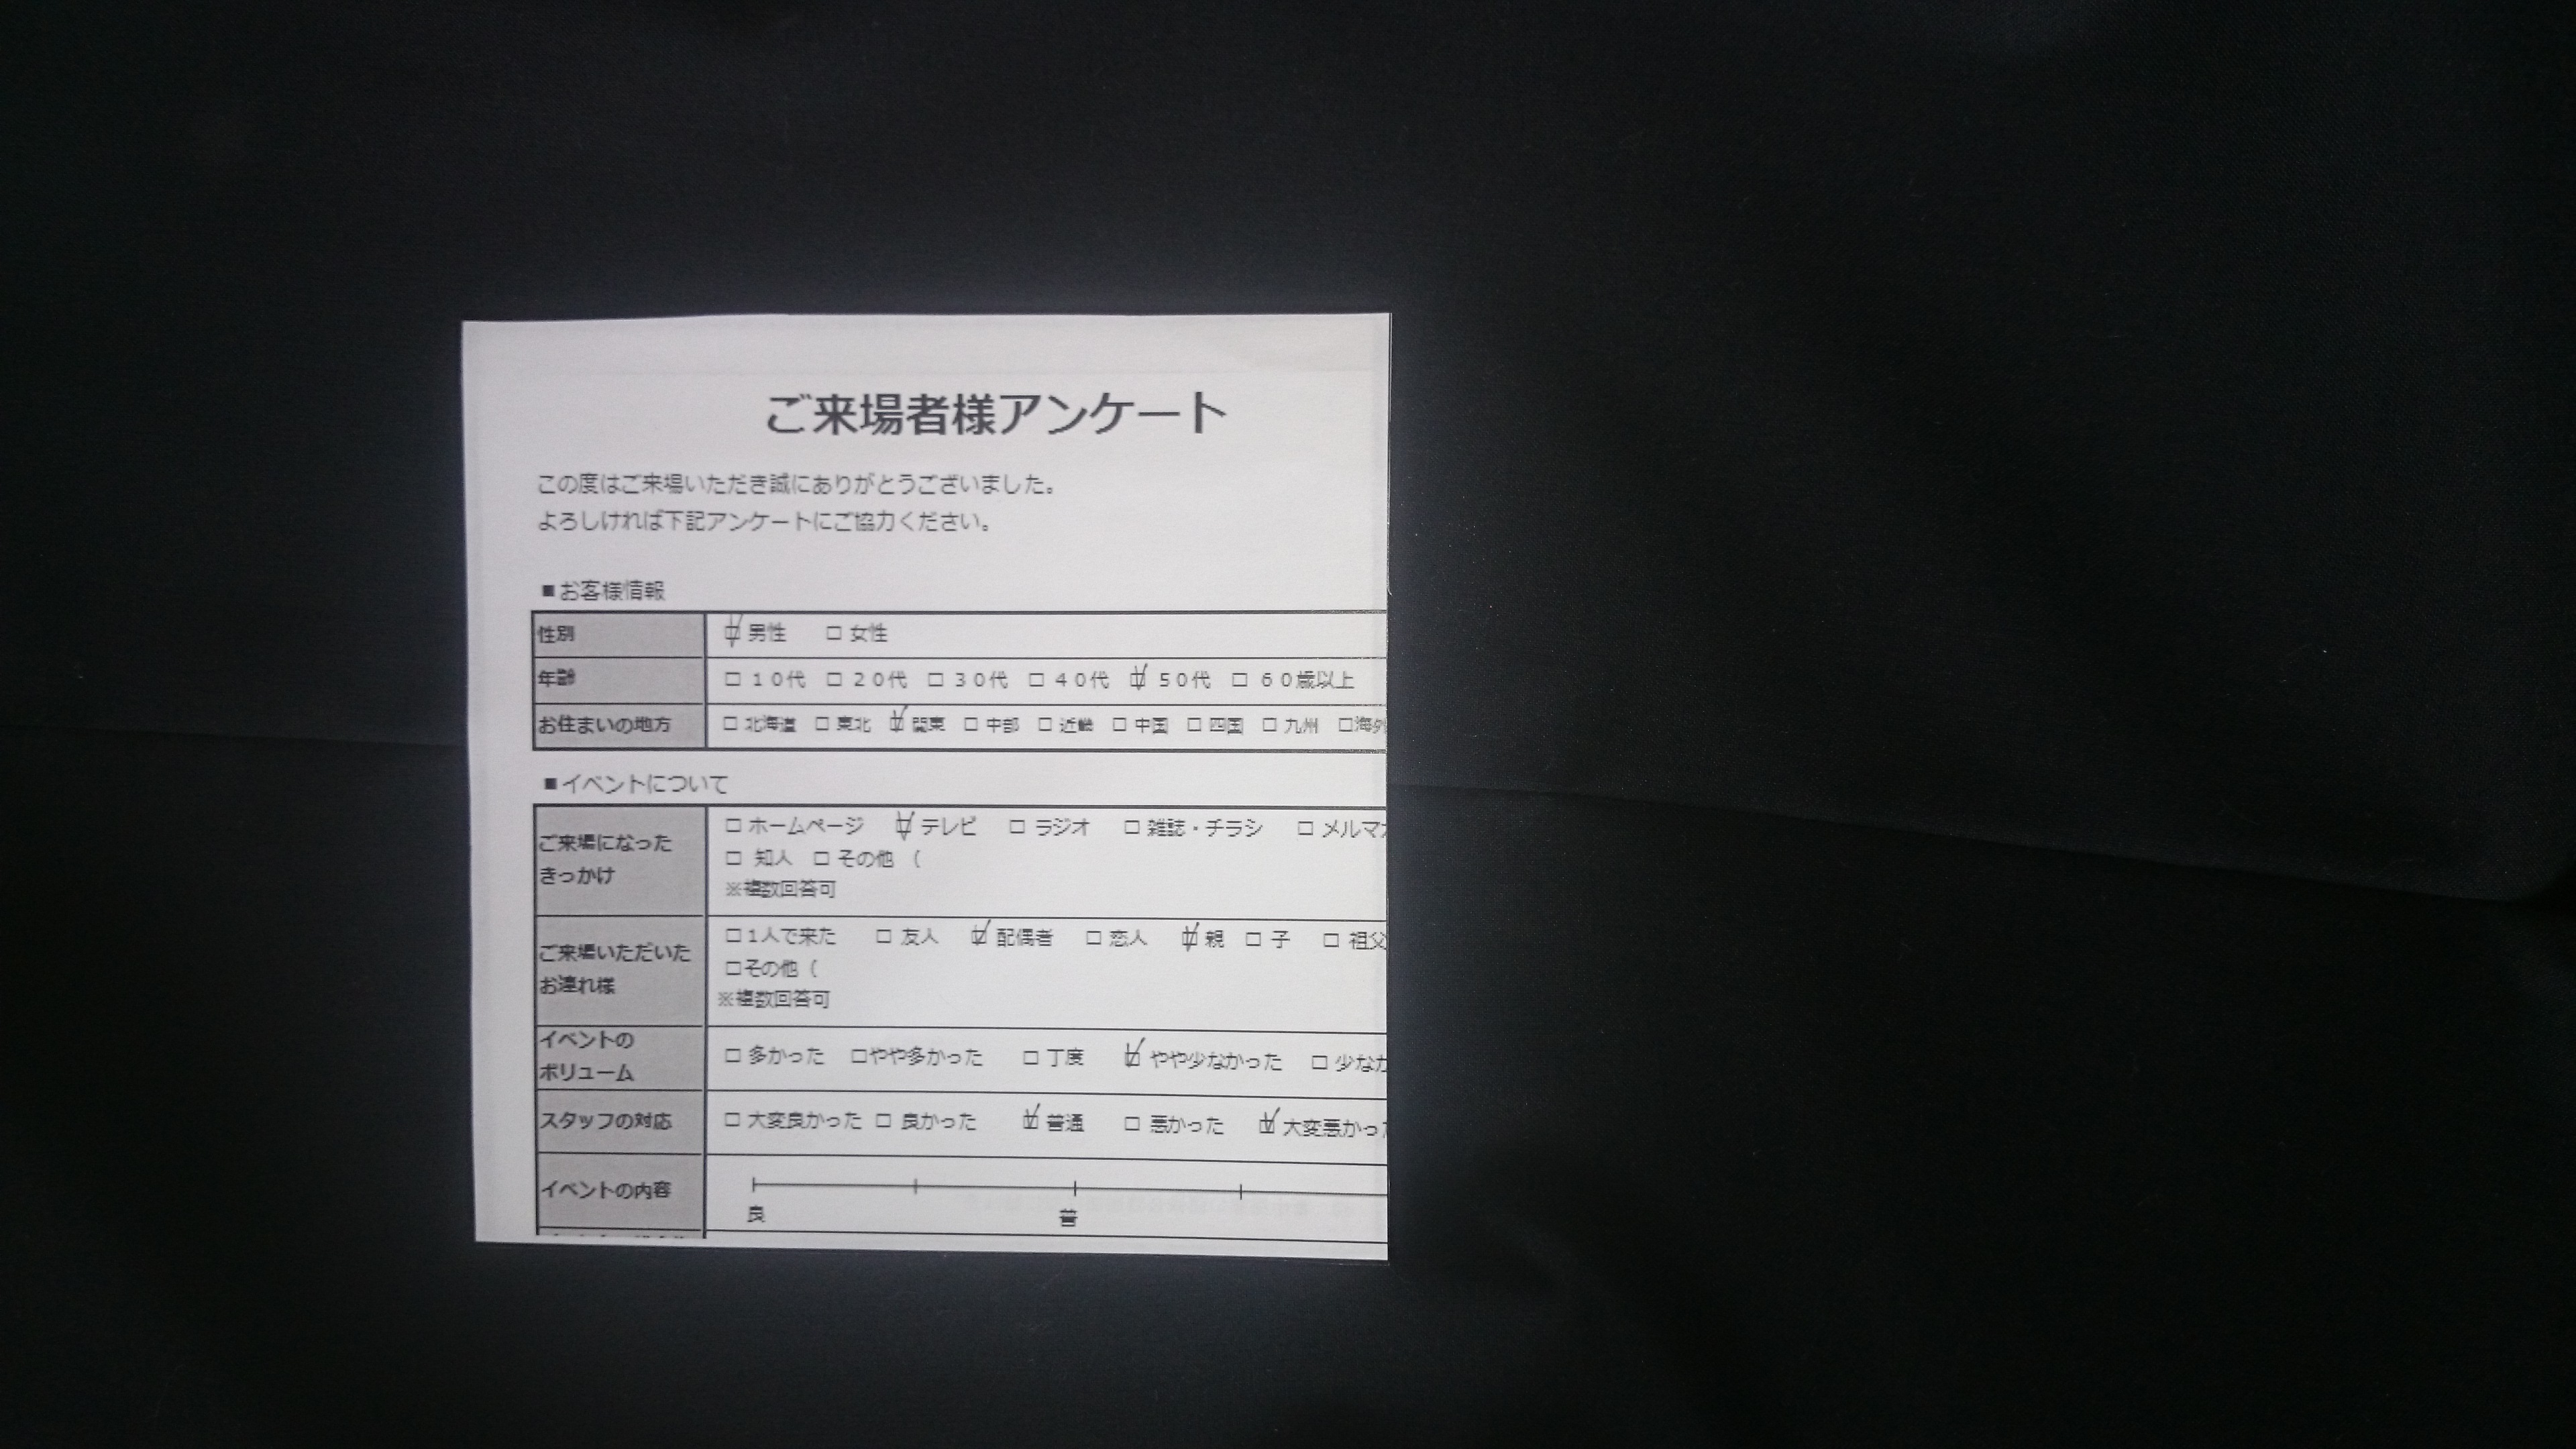 ご来場者様アンケート
この度はご来場いただき誠にありがとうございました。
よろしければ下記アンケートにご協力ください。
■お客様情報
性別 ☑男性 □女性
年齢 □10代 □20代 □30代 □40代 ☑50代 □60歳以上
お住まいの地方 □北海道 □東北 ☑関東 □中部 □近畿 □中国 □四国 □九州 □海外
■イベントについて
ご来場になった
きっかけ
□ホームページ ☑テレビ □ラジオ □雑誌・チラシ □メルマ
□知人 □その他（
※複数回答可
ご来場いただいた
お連れ様
□1人で来た □友人 ☑配偶者 □恋人 ☑親 □子 □祖父
□その他（
※複数回答可
イベントの
ボリューム
□多かった □やや多かった □丁度 ☑やや少なかった □少な
スタッフの対応 □大変良かった □良かった ☑普通 □悪かった ☑大変悪かっ
イベントの内容
良 普